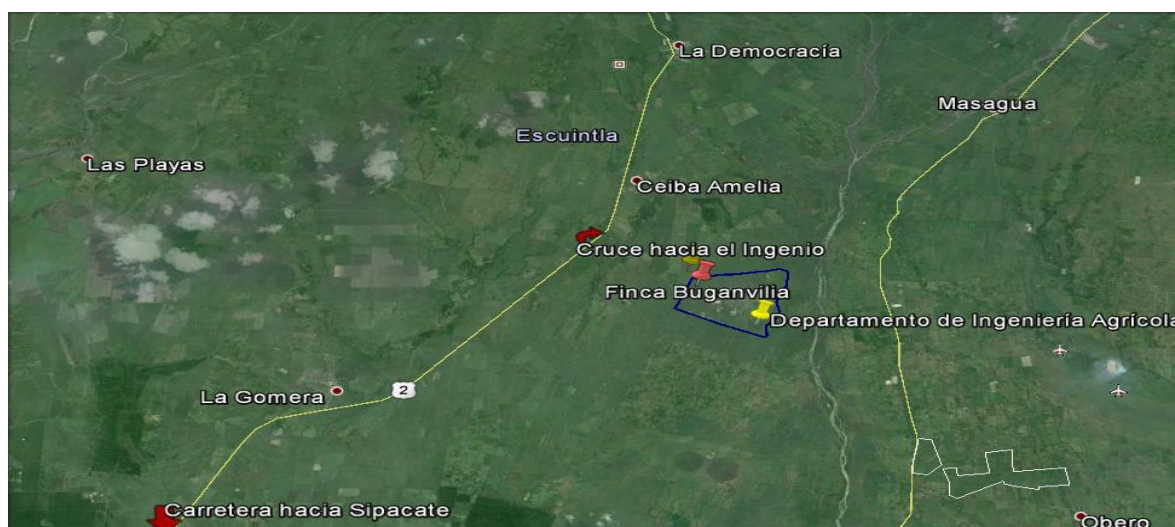 La Democracía
Masagua
Escuintla
Las Playas
Ceiba Amelia
Cruce hacia el Ingenio
Finca Buganvilia
Departamento de Ingeniería Agrícola
La Gomera
2
Carretera hacia Sipacate
Obero